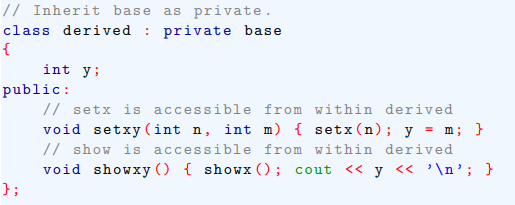 // Inherit base as private.
class derived : private base
{
    int y;
public:
    // setx is accessible from within derived
    void setxy(int n, int m) { setx(n); y = m; }
    // show is accessible from within derived
    void showxy() { showx(); cout << y << ’\n’; }
};